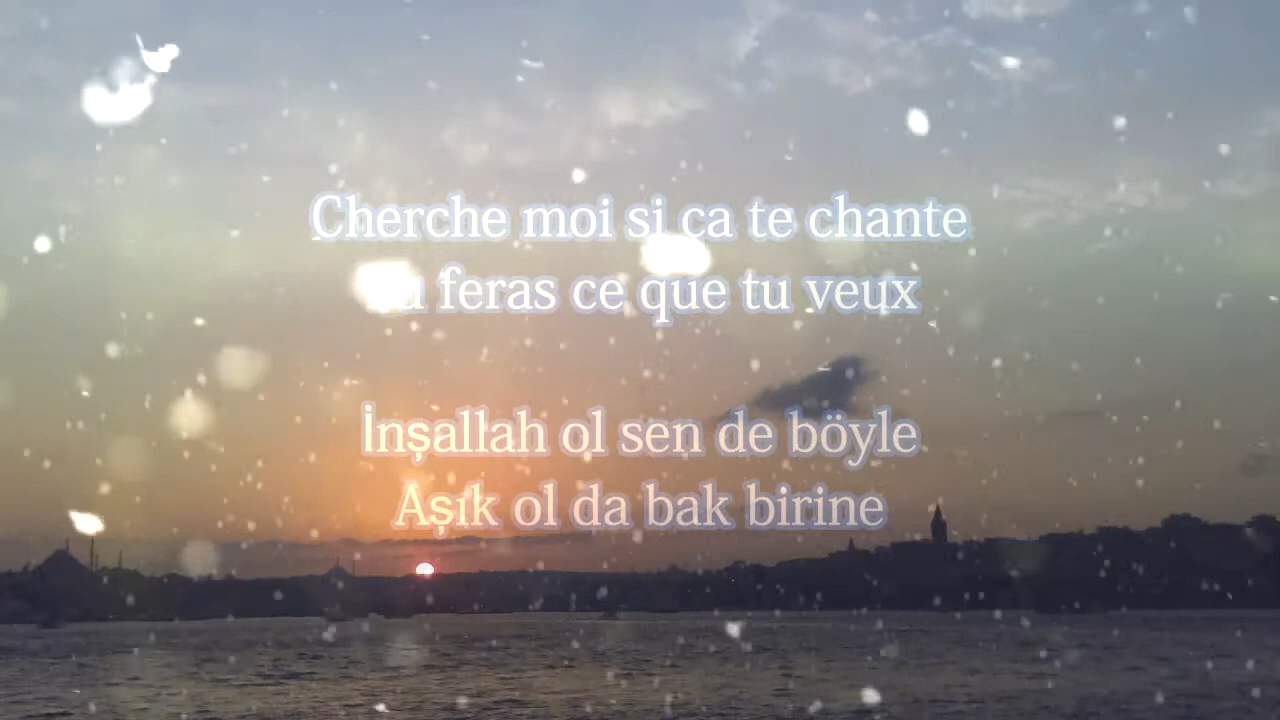 Cherche moi si ca te chante
feras ce que tu veux
İnşallah ol sen de böyle
Aşık ol da bak birine